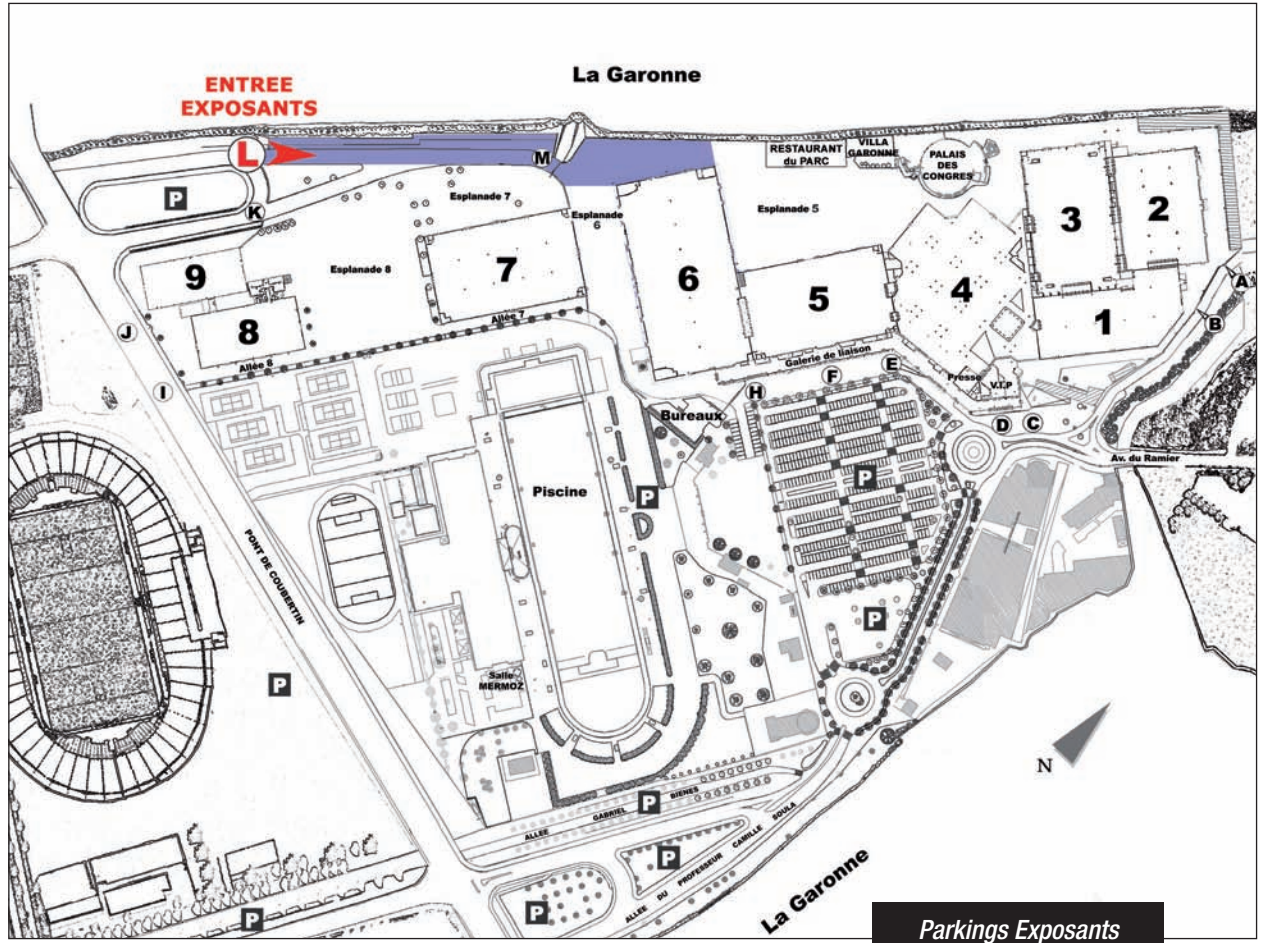 La Garonne
ENTREE
EXPOSANTS
L
M
RESTAURANT
du PARC
VILLA
GARONNE
PALAIS
DES
CONGRES
P
K
Esplanade 7
Esplanade
6
Esplanade 5
3
2
9
Esplanade 8
7
6
5
4
1
A
B
J
8
Allée 7
Allée 8
Galerie de liaison
I
H
F
E
Presse
V.I.P
Bureaux
D
C
Av. du Ramier
Piscine
P
P
PONT DE COUBERTIN
P
Salle
MERMOZ
P
N
ALLEE GABRIEL BIENES
P
P
ALLEE DU PROFESSEUR CAMILLE SOULA
P
P
La Garonne
Parkings Exposants